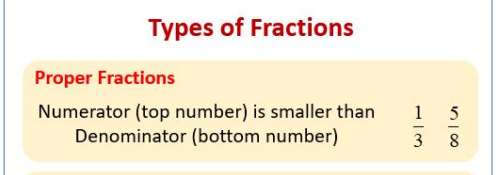 Types of Fractions
Proper Fractions
Numerator (top number) is smaller than
Denominator (bottom number)
1/3 5/8